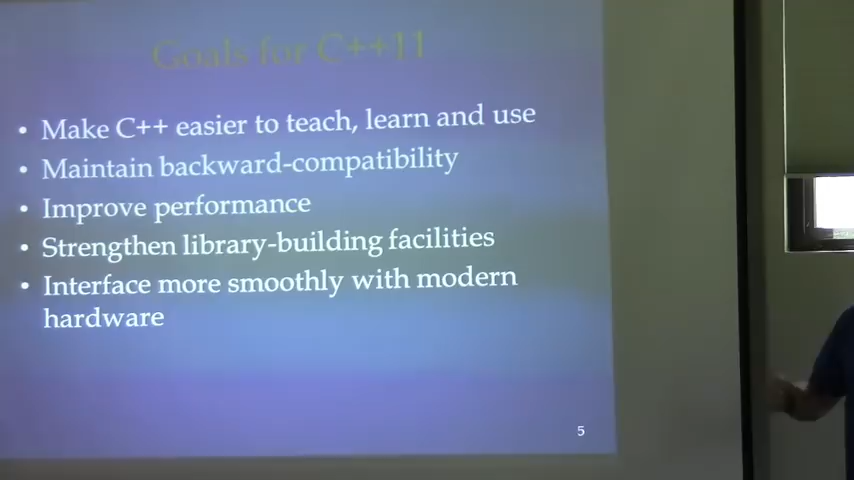 Goals for C++11
• Make C++ easier to teach, learn and use
• Maintain backward-compatibility
• Improve performance
• Strengthen library-building facilities
• Interface more smoothly with modern
hardware
5